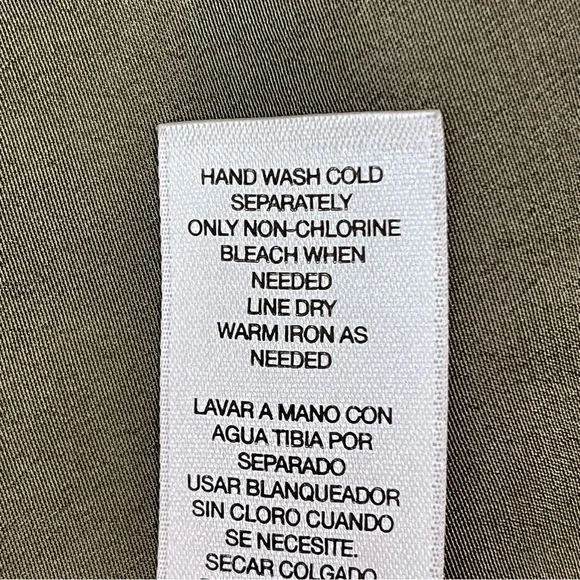 HAND WASH COLD
SEPARATELY
ONLY NON-CHLORINE
BLEACH WHEN
NEEDED
LINE DRY
WARM IRON AS
NEEDED
LAVAR A MANO CON
AGUA TIBIA POR
SEPARADO
USAR BLANQUEADOR
SIN CLORO CUANDO
SE NECESITE.
SECAR COLGADO